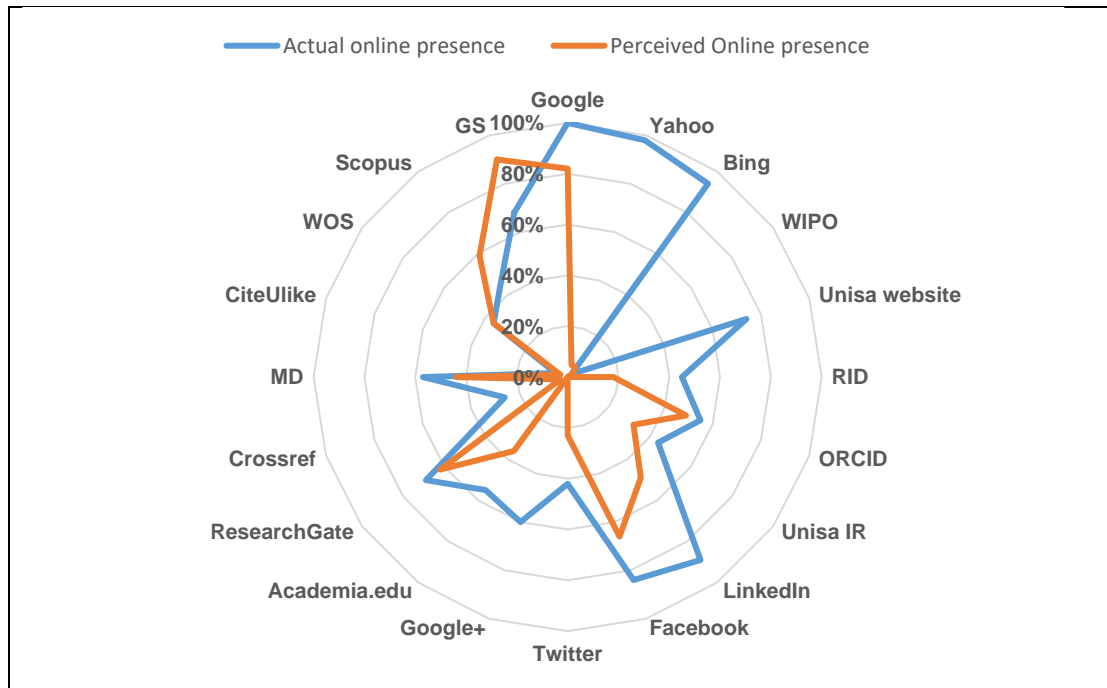 Actual online presence
Perceived Online presence
Google
Yahoo
Bing
WIPO
Unisa website
RID
ORCID
Unisa IR
LinkedIn
Facebook
Twitter
Google+
Academia.edu
ResearchGate
Crossref
MD
CiteUlike
WOS
Scopus
GS
100%
80%
60%
40%
20%
0%